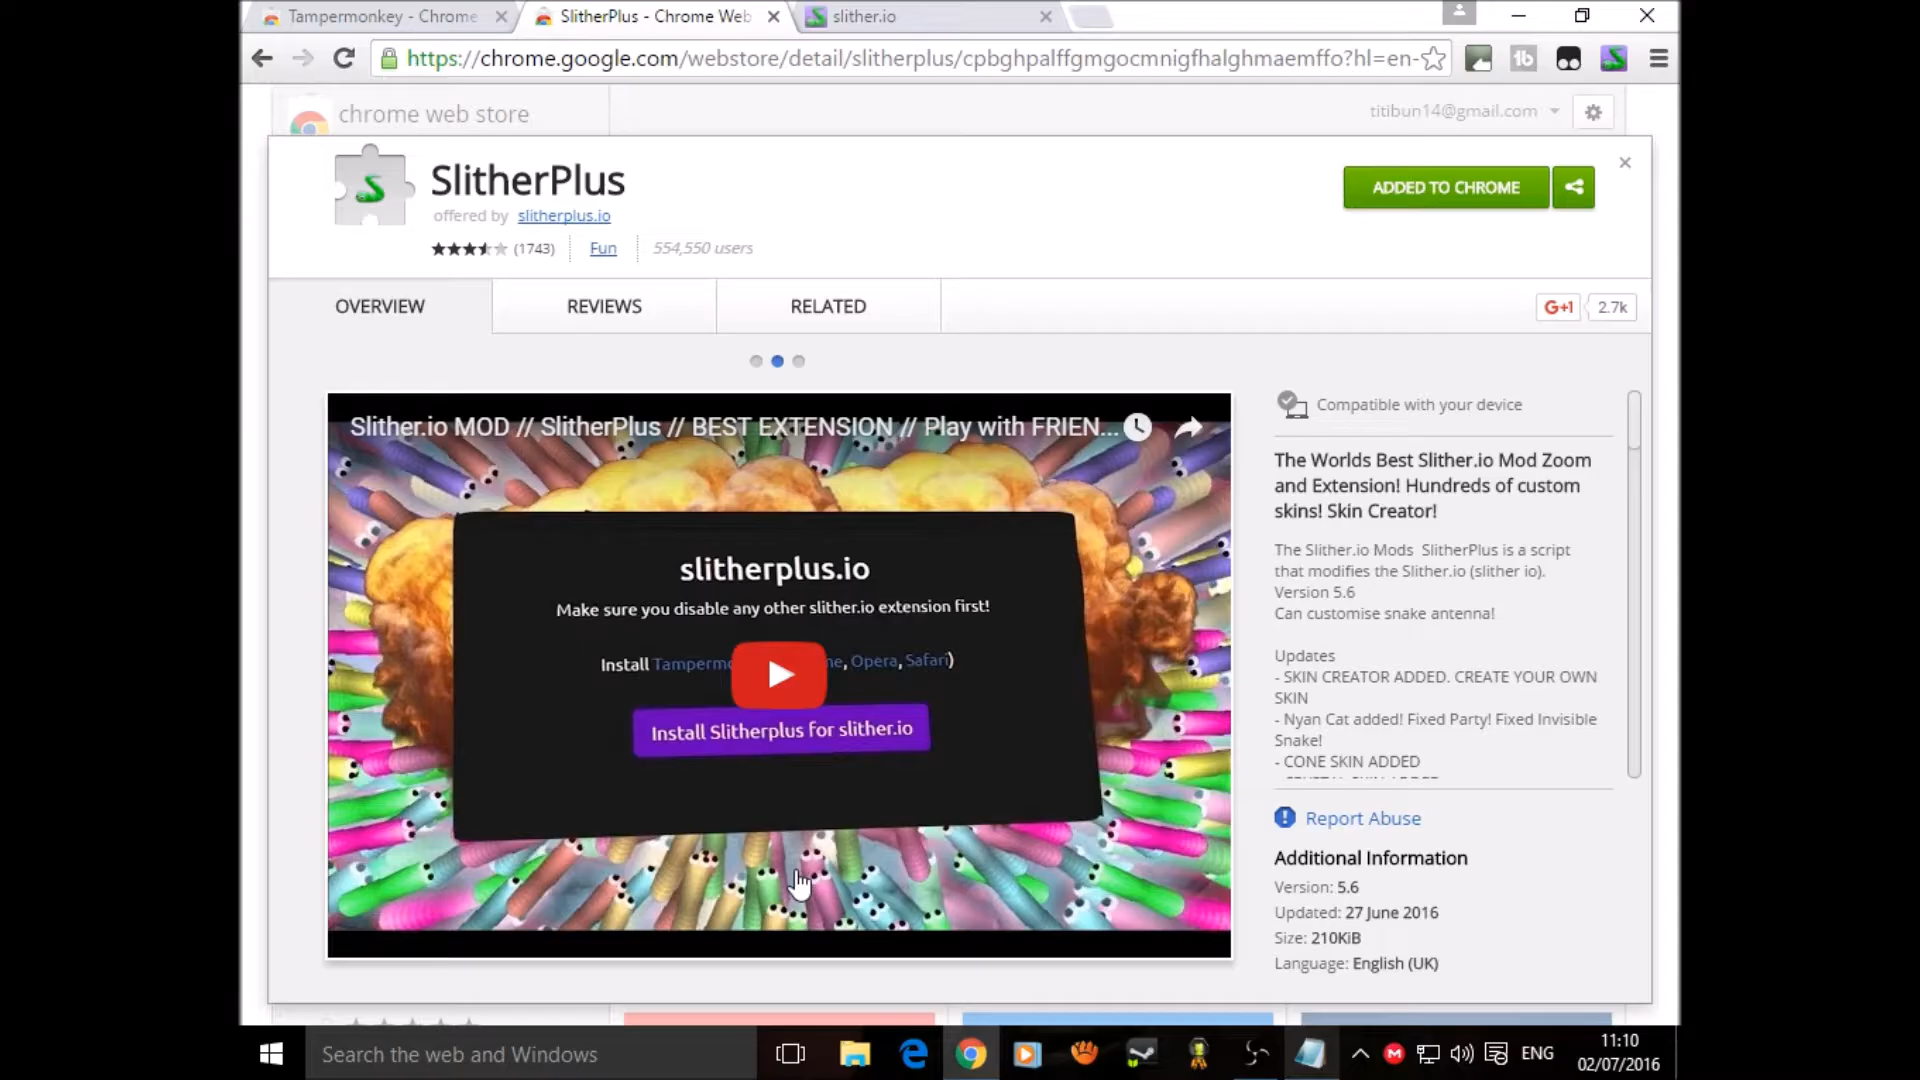 Tampermonkey - Chrome
SlitherPlus - Chrome Web
slither.io
https://chrome.google.com/webstore/detail/slitherplus/cpbghpalffgmgocmnigfhalghmaemffo?hl=en-
chrome web store
titibun14@gmail.com
SlitherPlus
offered by slitherplus.io
(1743)
Fun
554,550 users
ADDED TO CHROME
OVERVIEW
REVIEWS
RELATED
G+1
2.7k
Slither.io MOD // SlitherPlus // BEST EXTENSION // Play with FRIEN...
slitherplus.io
Make sure you disable any other slither.io extension first!
Install Tamperm ne, Opera, Safari)
Install Slitherplus for slither.io
Compatible with your device
The Worlds Best Slither.io Mod Zoom
and Extension! Hundreds of custom
skins! Skin Creator!
The Slither.io Mods SlitherPlus is a script
that modifies the Slither.io (slither io).
Version 5.6
Can customise snake antenna!
Updates
- SKIN CREATOR ADDED. CREATE YOUR OWN
SKIN
- Nyan Cat added! Fixed Party! Fixed Invisible
Snake!
- CONE SKIN ADDED
Report Abuse
Additional Information
Version: 5.6
Updated: 27 June 2016
Size: 210KiB
Language: English (UK)
Search the web and Windows
ENG
11:10
02/07/2016